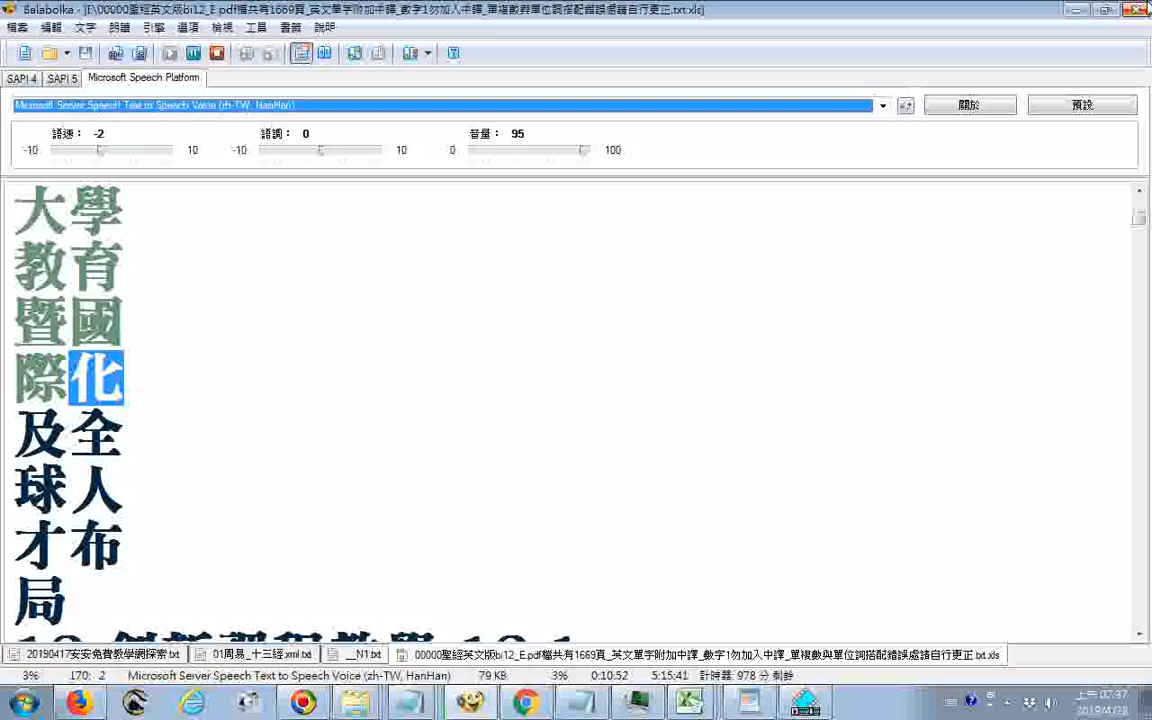 Balabolka - [E\00000聖經英文版bi12_E.pdf檔共有1669頁_英文單字附加中譯_數字1勿加入中譯_單複數與單位詞搭配錯誤處請自行更正.txt.xls]
檔案 編輯 文字 朗讀 引擎 選項 檢視 工具 書籤 說明
SAPI 4 SAPI 5 Microsoft Speech Platform
Microsoft Server Speech Text to Speech Voice (zh-TW, HanHan)
關於 預設
語速： -2 語調： 0 音量： 95
-10 10 -10 10 0 100
大學
教育
暨國
際化
及全
球人
才布
局
20190417安安免費教學網探索.txt 01周易_十三經.xml.txt __N1.txt 00000聖經英文版bi12_E.pdf檔共有1669頁_英文單字附加中譯_數字1勿加入中譯_單複數與單位詞搭配錯誤處請自行更正.txt.xls
3% 170: 2 Microsoft Server Speech Text to Speech Voice (zh-TW, HanHan) 79 KB 3% 0:10:52 5:15:41 計時器: 978 分 剩餘
上午 02:37
2019/4/28